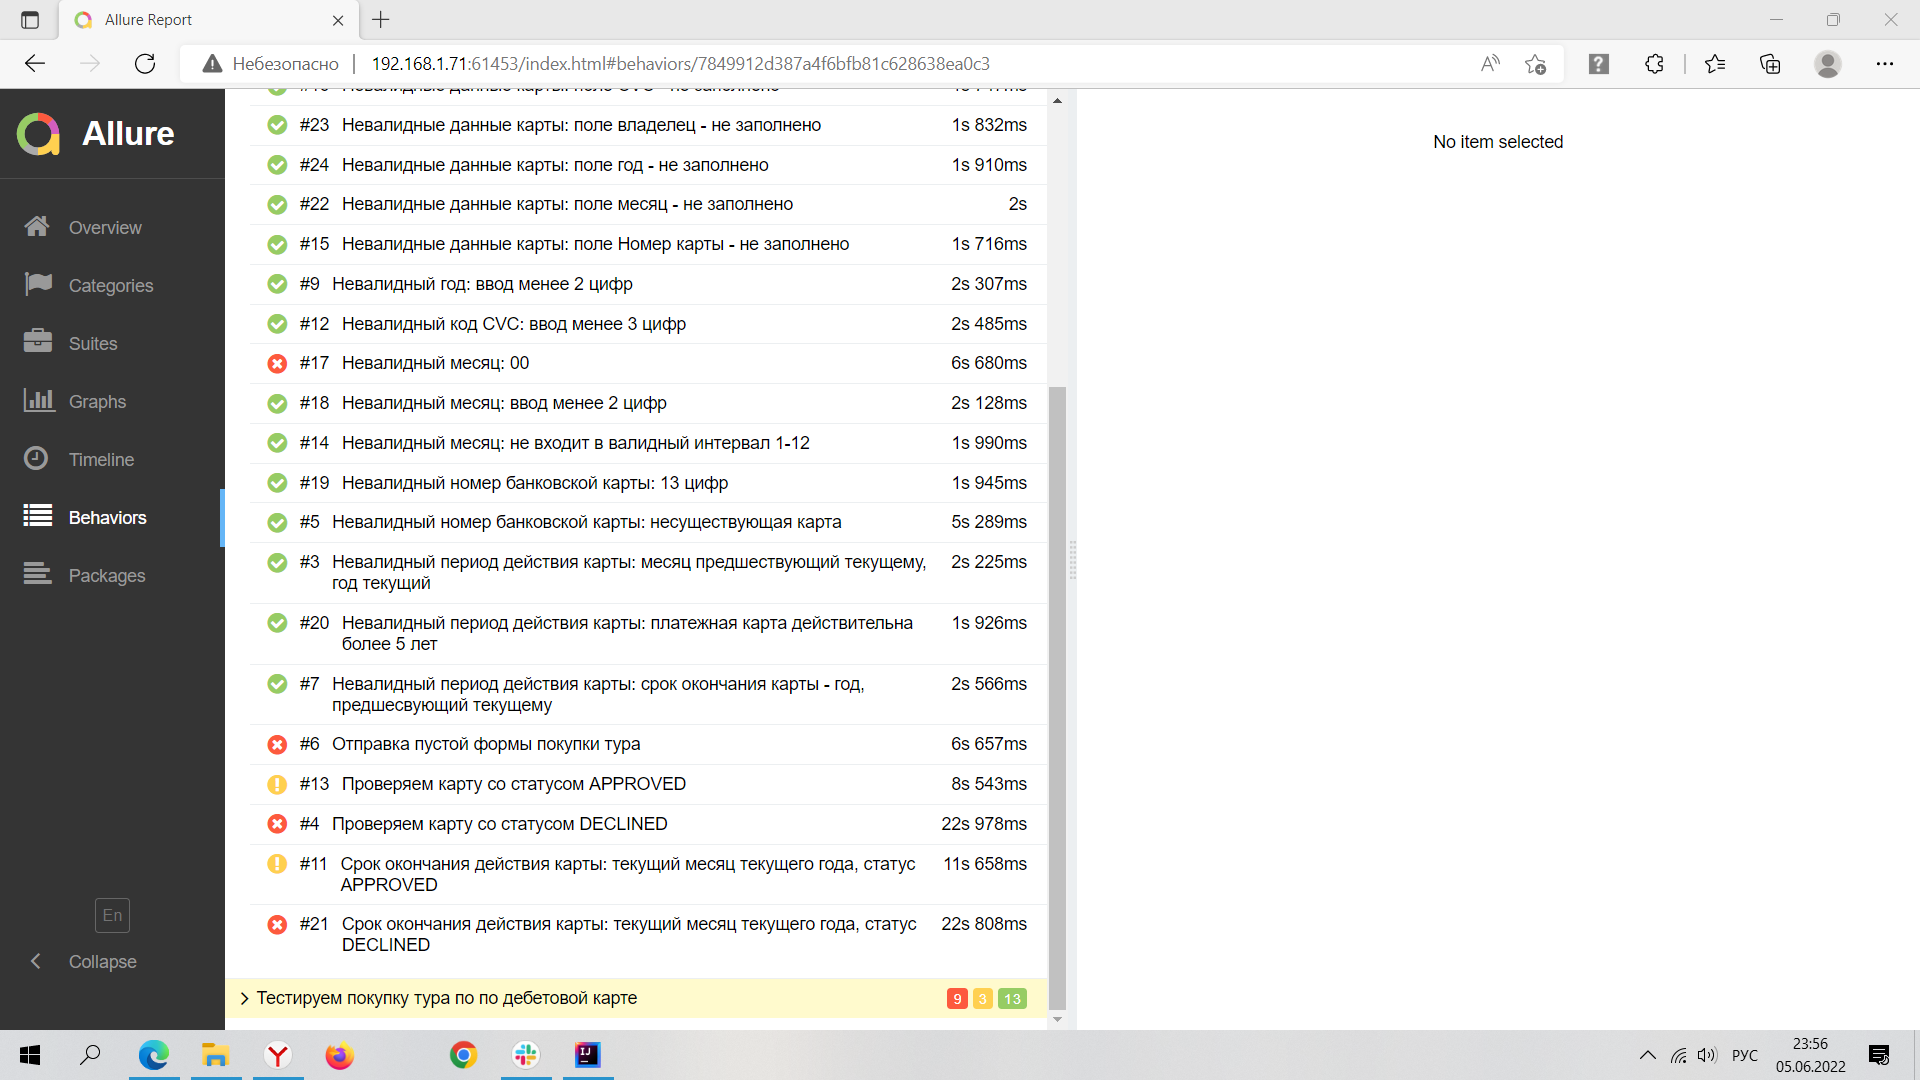 Allure Report
Небезопасно
192.168.1.71:61453/index.html#behaviors/7849912d387a4f6bfb81c628638ea0c3
Allure
Overview
Categories
Suites
Graphs
Timeline
Behaviors
Packages
En
Collapse
#23 Невалидные данные карты: поле владелец - не заполнено 1s 832ms
#24 Невалидные данные карты: поле год - не заполнено 1s 910ms
#22 Невалидные данные карты: поле месяц - не заполнено 2s
#15 Невалидные данные карты: поле Номер карты - не заполнено 1s 716ms
#9 Невалидный год: ввод менее 2 цифр 2s 307ms
#12 Невалидный код CVC: ввод менее 3 цифр 2s 485ms
#17 Невалидный месяц: 00 6s 680ms
#18 Невалидный месяц: ввод менее 2 цифр 2s 128ms
#14 Невалидный месяц: не входит в валидный интервал 1-12 1s 990ms
#19 Невалидный номер банковской карты: 13 цифр 1s 945ms
#5 Невалидный номер банковской карты: несуществующая карта 5s 289ms
#3 Невалидный период действия карты: месяц предшествующий текущему, 2s 225ms
год текущий
#20 Невалидный период действия карты: платежная карта действительна 1s 926ms
более 5 лет
#7 Невалидный период действия карты: срок окончания карты - год, 2s 566ms
предшесвующий текущему
#6 Отправка пустой формы покупки тура 6s 657ms
#13 Проверяем карту со статусом APPROVED 8s 543ms
#4 Проверяем карту со статусом DECLINED 22s 978ms
#11 Срок окончания действия карты: текущий месяц текущего года, статус 11s 658ms
APPROVED
#21 Срок окончания действия карты: текущий месяц текущего года, статус 22s 808ms
DECLINED
Тестируем покупку тура по по дебетовой карте 9 3 13
No item selected
РУС
23:56
05.06.2022